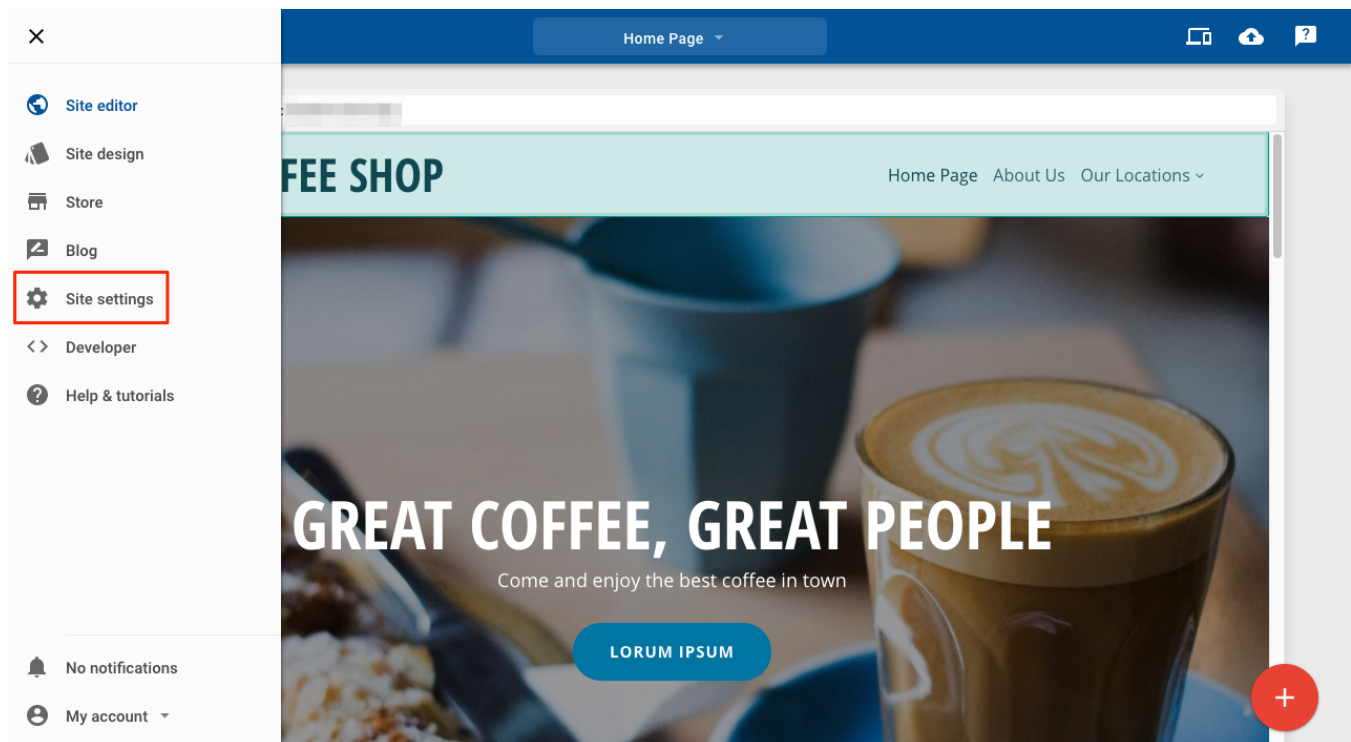 Home Page
Site editor
Site design
Store
Blog
Site settings
Developer
Help & tutorials
No notifications
My account
FEE SHOP
Home Page About Us Our Locations
GREAT COFFEE, GREAT PEOPLE
Come and enjoy the best coffee in town
LORUM IPSUM